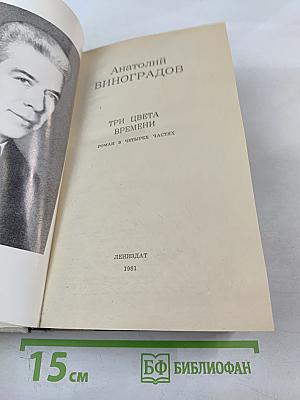 Анатолий
ВИНОГРАДОВ
ТРИ ЦВЕТА
ВРЕМЕНИ
РОМАН В ЧЕТЫРЕХ ЧАСТЯХ
ЛЕНИЗДАТ
1981
15 см
БФ БИБЛИОФАН